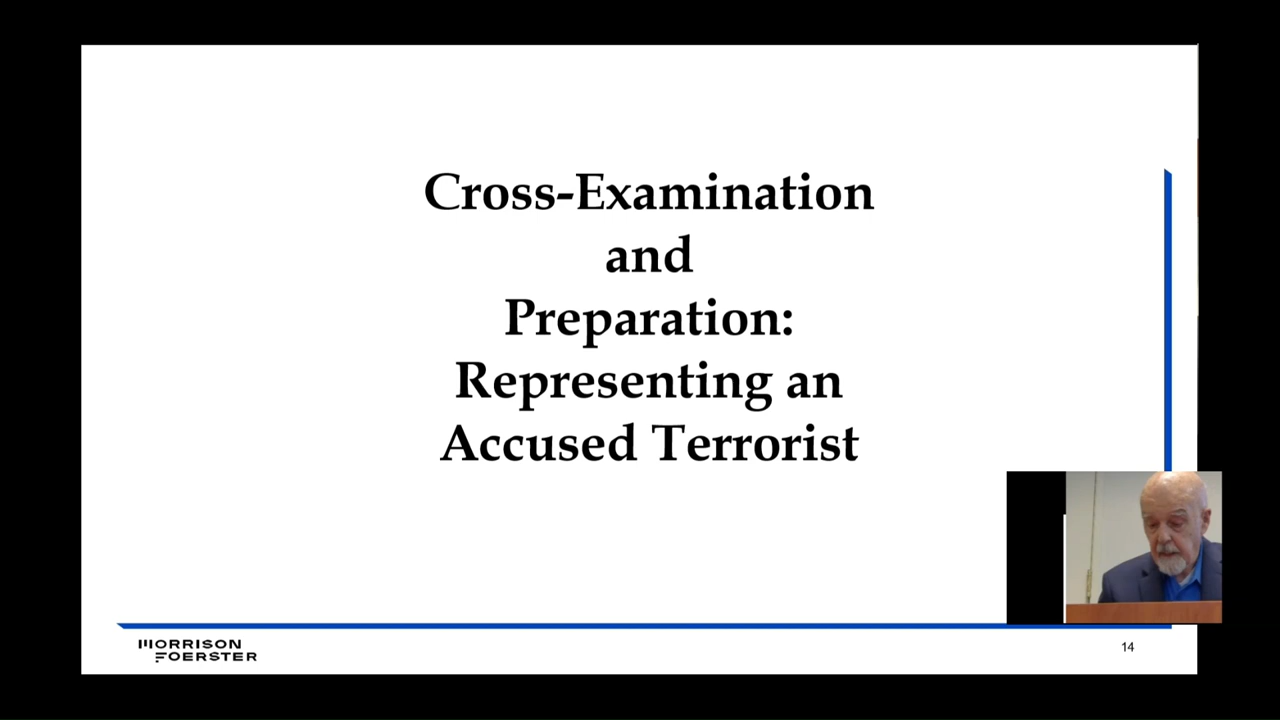 Cross-Examination
and
Preparation:
Representing an
Accused Terrorist
MORRISON
FOERSTER
14